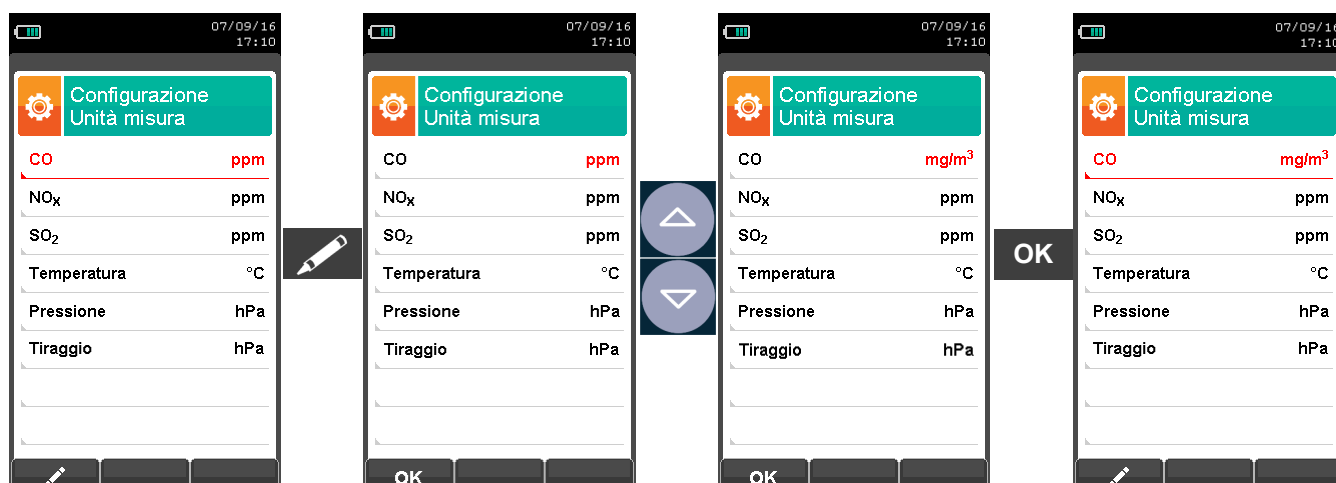 07/09/16
17:10
Configurazione
Unità misura
CO ppm
NOx ppm
SO2 ppm
Temperatura °C
Pressione hPa
Tiraggio hPa
07/09/16
17:10
Configurazione
Unità misura
CO ppm
NOx ppm
SO2 ppm
Temperatura °C
Pressione hPa
Tiraggio hPa
OK
07/09/16
17:10
Configurazione
Unità misura
CO mg/m³
NOx ppm
SO2 ppm
Temperatura °C
Pressione hPa
Tiraggio hPa
OK
OK
07/09/16
17:10
Configurazione
Unità misura
CO mg/m³
NOx ppm
SO2 ppm
Temperatura °C
Pressione hPa
Tiraggio hPa